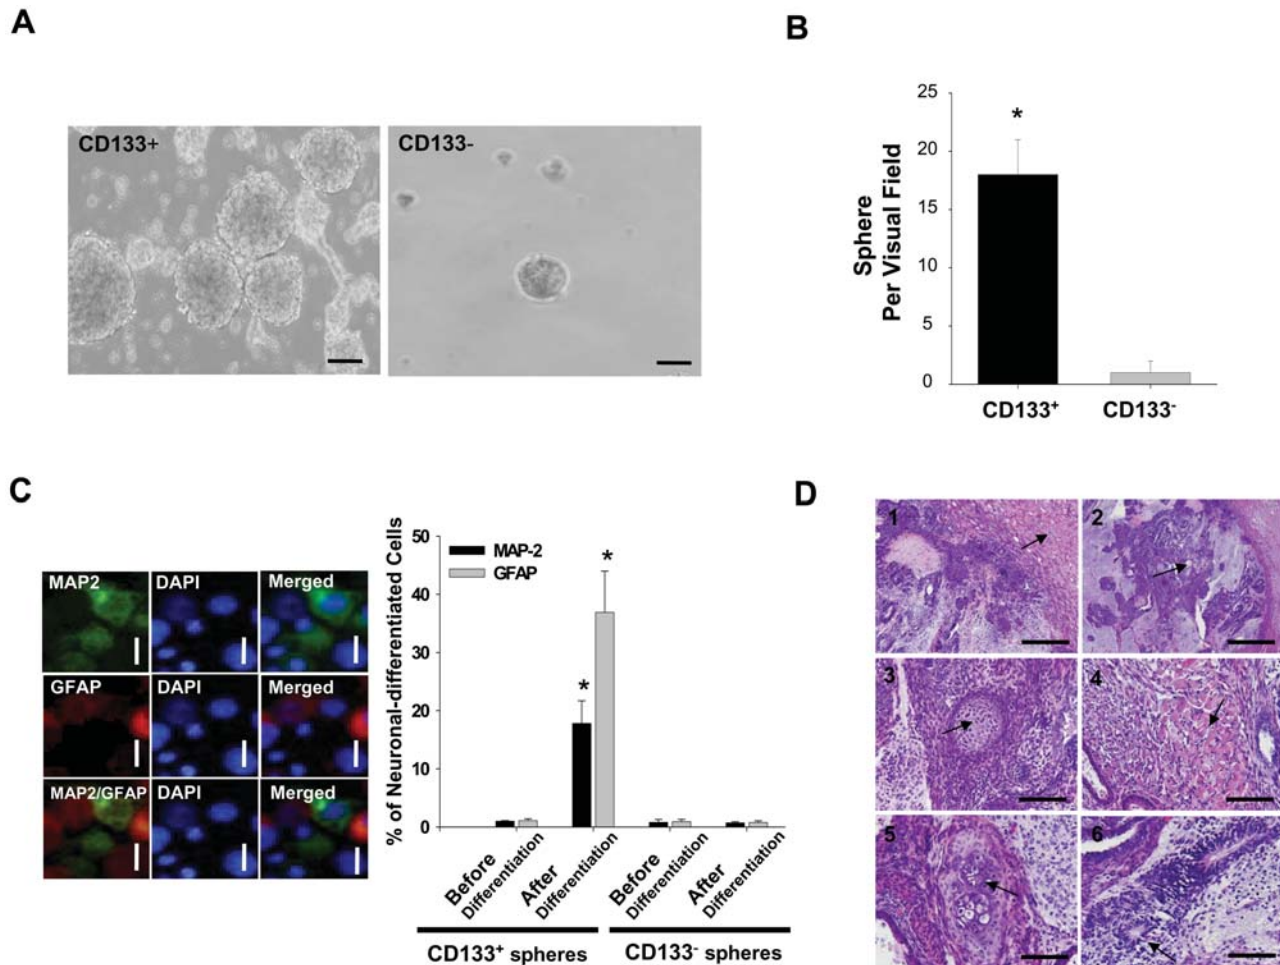 A
CD133+
CD133-
B
25
20
15
10
5
0
Sphere
Per Visual Field
*
CD133⁺
CD133⁻
C
MAP2
DAPI
Merged
GFAP
DAPI
Merged
MAP2/GFAP
DAPI
Merged
50
40
30
20
10
0
% of Neuronal-differentiated Cells
MAP-2
GFAP
*
*
Before
Differentiation
After
Differentiation
Before
Differentiation
After
Differentiation
CD133⁺ spheres
CD133⁻ spheres
D
1
2
3
4
5
6